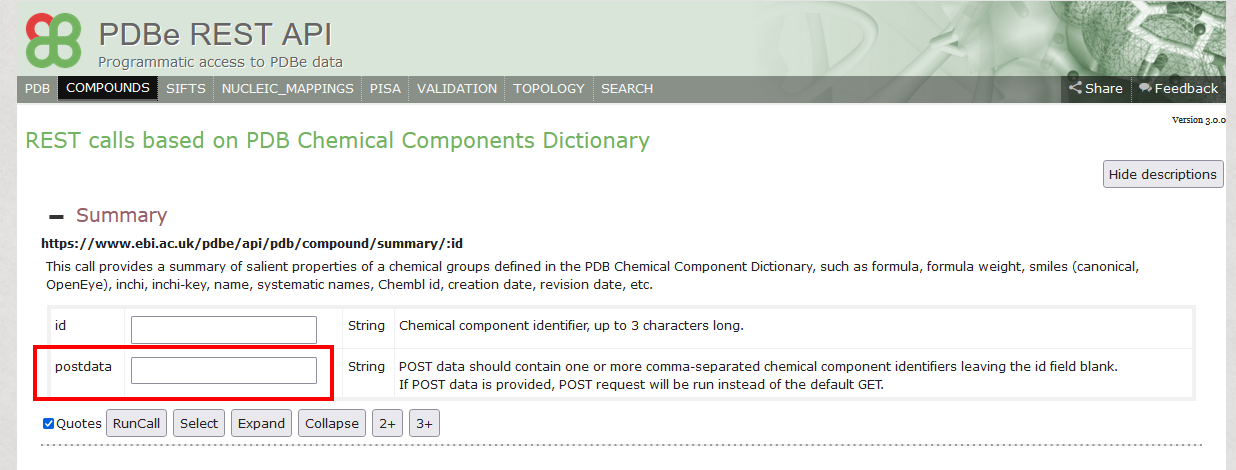 PDBe REST API
Programmatic access to PDBe data
PDB COMPOUNDS SIFTS NUCLEIC_MAPPINGS PISA VALIDATION TOPOLOGY SEARCH Share Feedback
Version 3.0.0
REST calls based on PDB Chemical Components Dictionary
Hide descriptions
Summary
https://www.ebi.ac.uk/pdbe/api/pdb/compound/summary/:id
This call provides a summary of salient properties of a chemical groups defined in the PDB Chemical Component Dictionary, such as formula, formula weight, smiles (canonical,
OpenEye), inchi, inchi-key, name, systematic names, Chembl id, creation date, revision date, etc.
id String Chemical component identifier, up to 3 characters long.
postdata String POST data should contain one or more comma-separated chemical component identifiers leaving the id field blank.
If POST data is provided, POST request will be run instead of the default GET.
Quotes RunCall Select Expand Collapse 2+ 3+